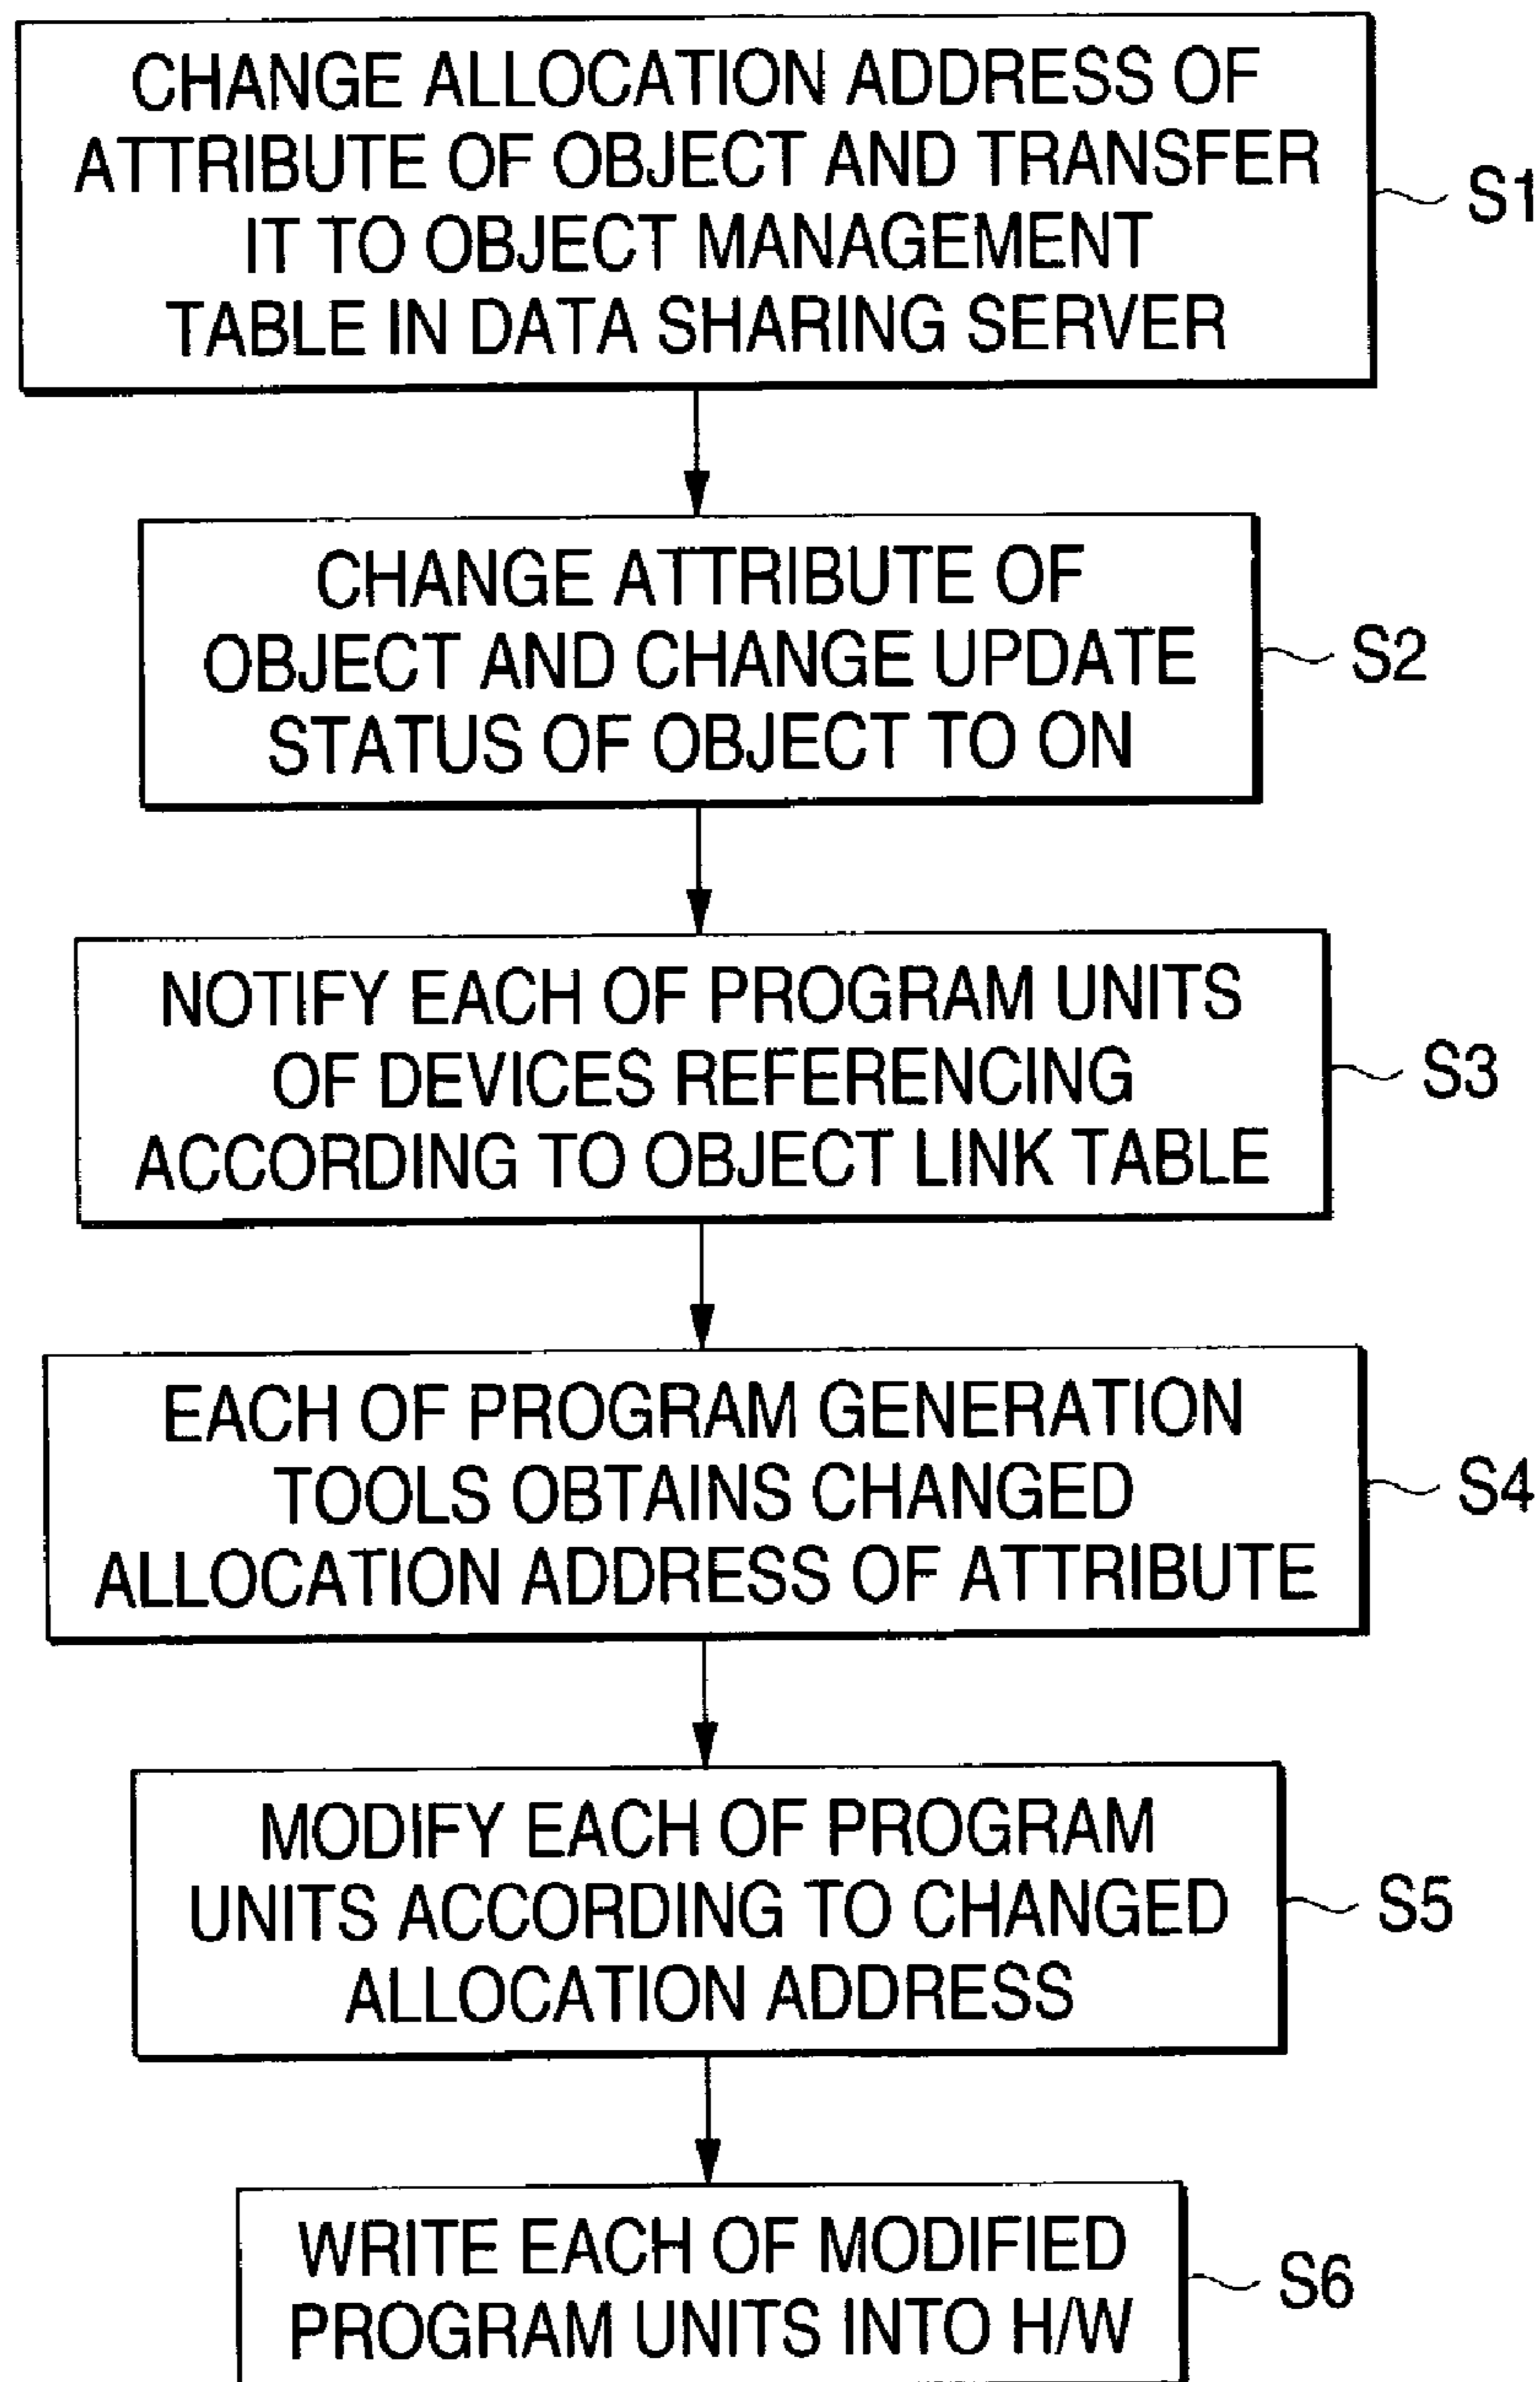 CHANGE ALLOCATION ADDRESS OF
ATTRIBUTE OF OBJECT AND TRANSFER
IT TO OBJECT MANAGEMENT
TABLE IN DATA SHARING SERVER
S1
CHANGE ATTRIBUTE OF
OBJECT AND CHANGE UPDATE
STATUS OF OBJECT TO ON
S2
NOTIFY EACH OF PROGRAM UNITS
OF DEVICES REFERENCING
ACCORDING TO OBJECT LINK TABLE
S3
EACH OF PROGRAM GENERATION
TOOLS OBTAINS CHANGED
ALLOCATION ADDRESS OF ATTRIBUTE
S4
MODIFY EACH OF PROGRAM
UNITS ACCORDING TO CHANGED
ALLOCATION ADDRESS
S5
WRITE EACH OF MODIFIED
PROGRAM UNITS INTO H/W
S6